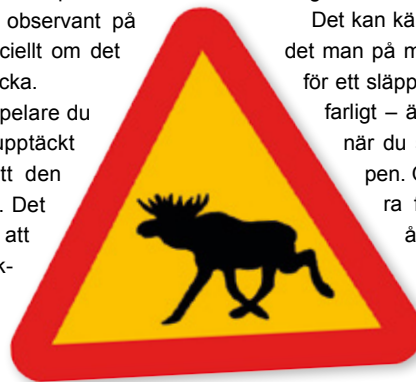 observant på
ciellt om det
cka.
pelare du
upptäckt
tt den
. Det
att
k-
Det kan kä
det man på m
för ett släpp
farligt – ä
när du
pen.
ra f
å